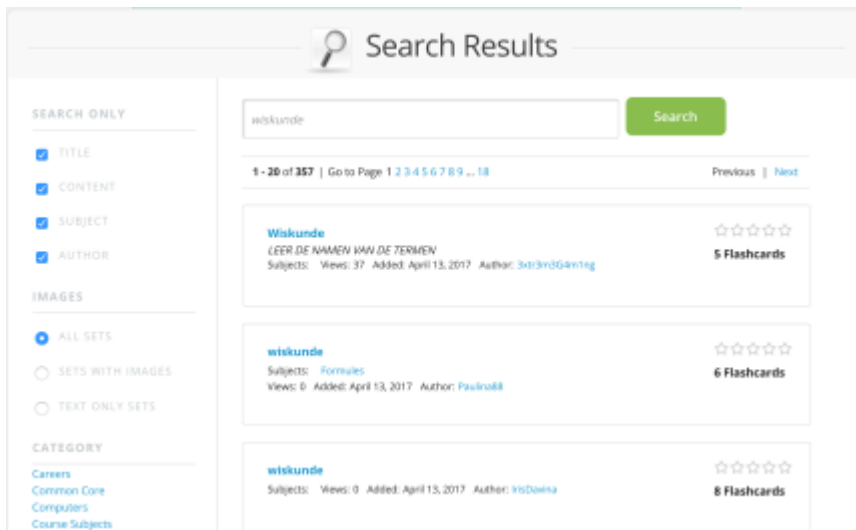 Search Results
SEARCH ONLY
TITLE
CONTENT
SUBJECT
AUTHOR
IMAGES
ALL SETS
SETS WITH IMAGES
TEXT ONLY SETS
CATEGORY
Careers
Common Core
Computers
Course Subjects
wiskunde
Search
1 - 20 of 357 | Go to Page 1 2 3 4 5 6 7 8 9 ... 18
Previous | Next
Wiskunde
LEER DE NAMEN VAN DE TERMEN
Subjects: Views: 37 Added: April 13, 2017 Author: 3xtr3m3G4m1ng
5 Flashcards
wiskunde
Subjects: Formules
Views: 0 Added: April 13, 2017 Author: Paulina88
6 Flashcards
wiskunde
Subjects: Views: 0 Added: April 13, 2017 Author: IrisDavina
8 Flashcards